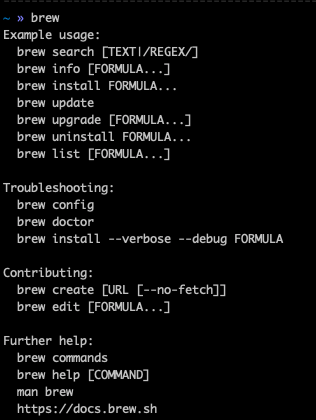 ~ » brew
Example usage:
  brew search [TEXT|/REGEX/]
  brew info [FORMULA...]
  brew install FORMULA...
  brew update
  brew upgrade [FORMULA...]
  brew uninstall FORMULA...
  brew list [FORMULA...]

Troubleshooting:
  brew config
  brew doctor
  brew install --verbose --debug FORMULA

Contributing:
  brew create [URL [--no-fetch]]
  brew edit [FORMULA...]

Further help:
  brew commands
  brew help [COMMAND]
  man brew
  https://docs.brew.sh